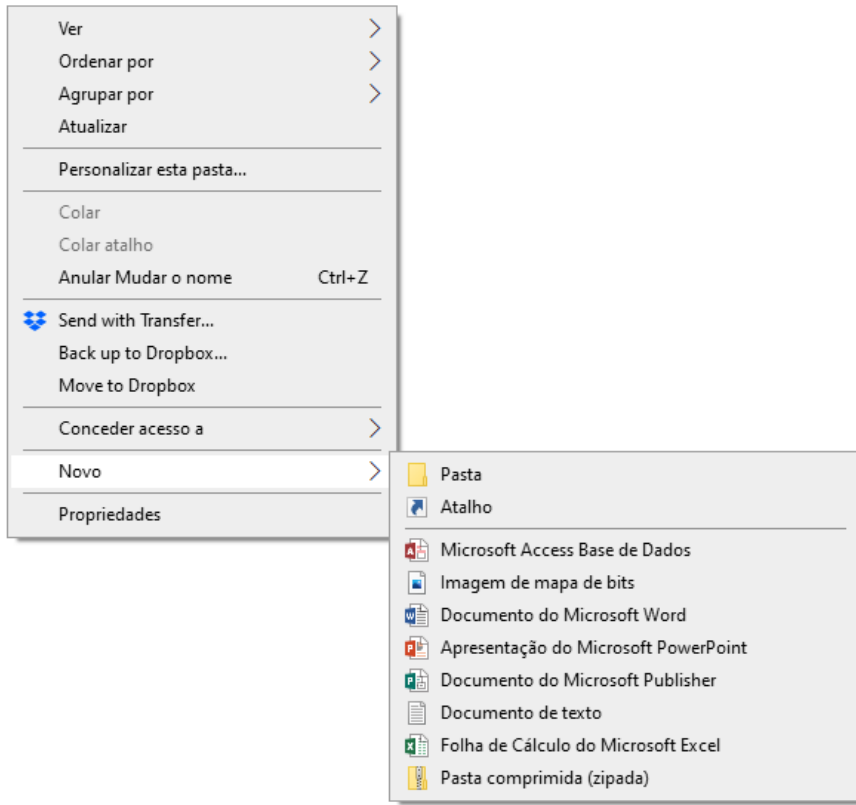 Ver
Ordenar por
Agrupar por
Atualizar
Personalizar esta pasta...
Colar
Colar atalho
Anular Mudar o nome Ctrl+Z
Send with Transfer...
Back up to Dropbox...
Move to Dropbox
Conceder acesso a
Novo
Propriedades
Pasta
Atalho
Microsoft Access Base de Dados
Imagem de mapa de bits
Documento do Microsoft Word
Apresentação do Microsoft PowerPoint
Documento do Microsoft Publisher
Documento de texto
Folha de Cálculo do Microsoft Excel
Pasta comprimida (zipada)